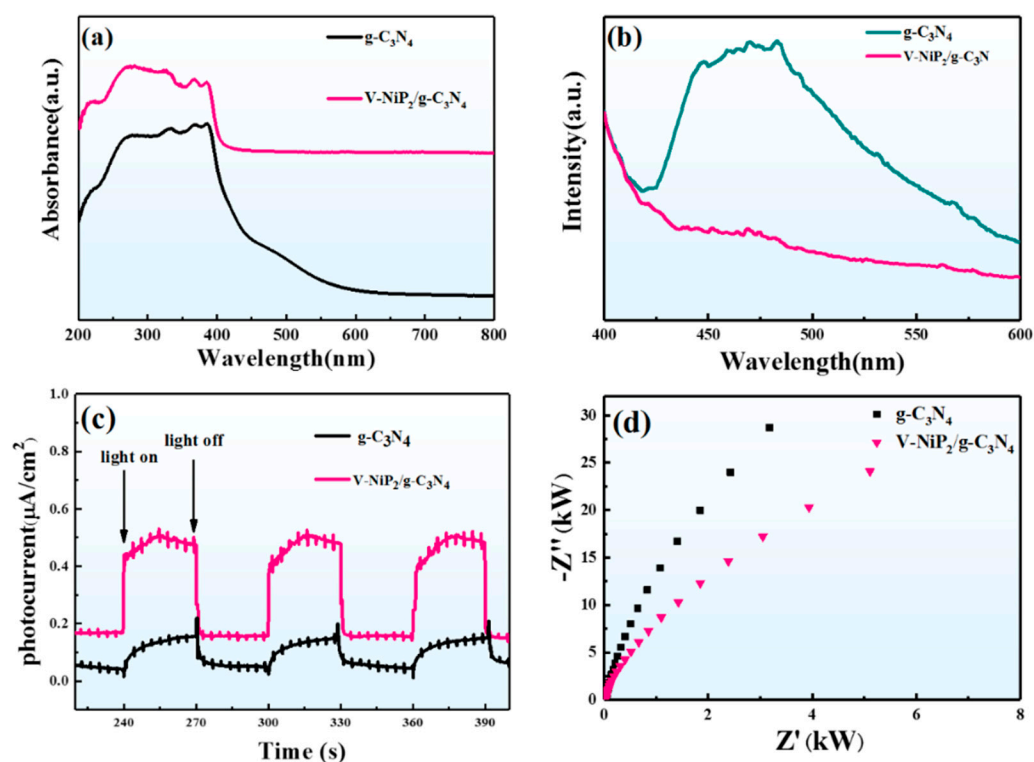 (a)
g-C₃N₄
V-NiP₂/g-C₃N₄
Absorbance(a.u.)
200 300 400 500 600 700 800
Wavelength(nm)
(b)
g-C₃N₄
V-NiP₂/g-C₃N
Intensity(a.u.)
400 450 500 550 600
Wavelength(nm)
(c)
g-C₃N₄
V-NiP₂/g-C₃N₄
light on
light off
photocurrent(μA/cm²)
1.0
0.8
0.6
0.4
0.2
0.0
240 270 300 330 360 390
Time (s)
(d)
g-C₃N₄
V-NiP₂/g-C₃N₄
-Z''(kW)
30
25
20
15
10
5
0
0 2 4 6 8
Z'(kW)